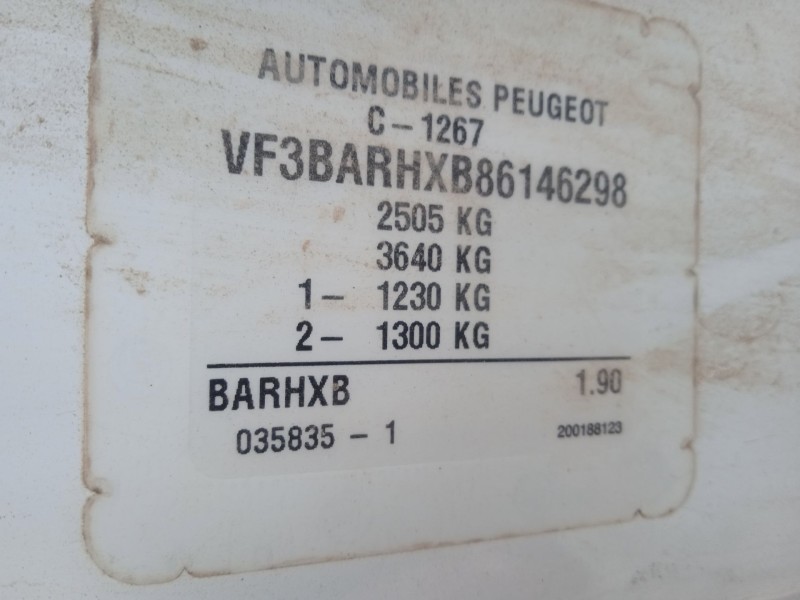 AUTOMOBILES PEUGEOT
C-1267
VF3BARHXB86146298
2505 KG
3640 KG
1- 1230 KG
2- 1300 KG
BARHXB 1.90
035835 - 1 200188123